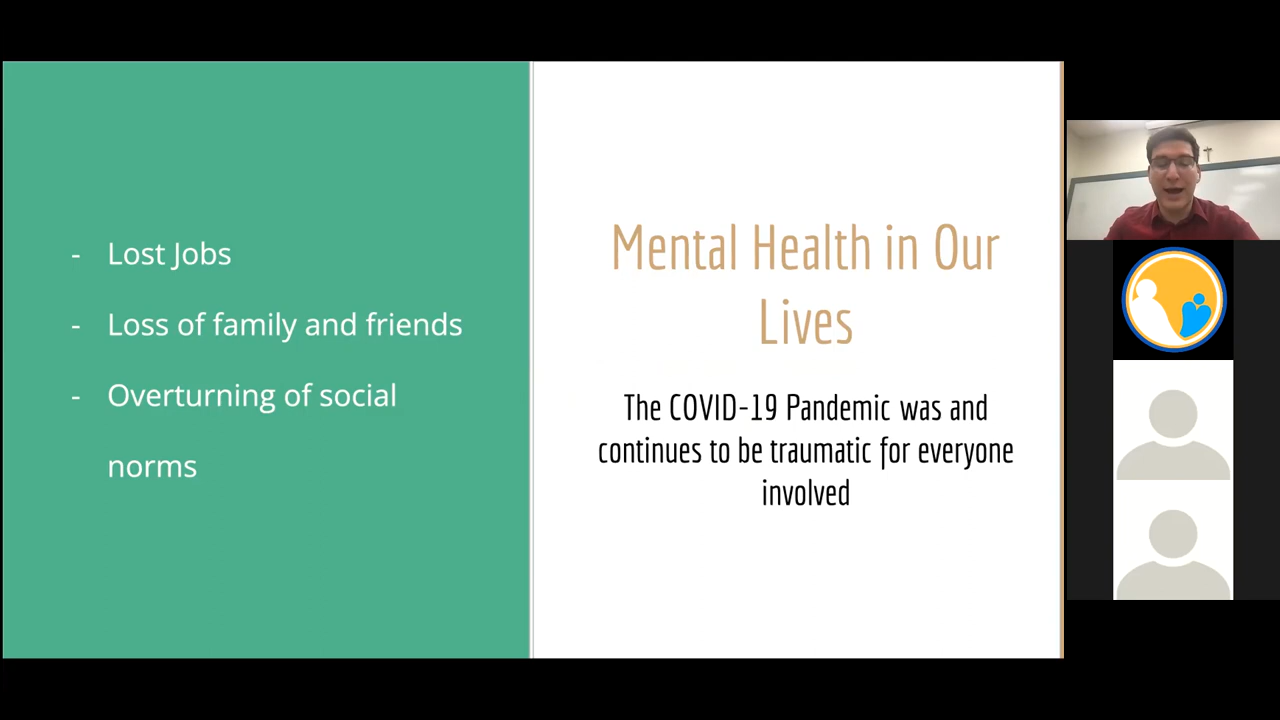 - Lost Jobs
- Loss of family and friends
- Overturning of social
norms
Mental Health in Our
Lives
The COVID-19 Pandemic was and
continues to be traumatic for everyone
involved